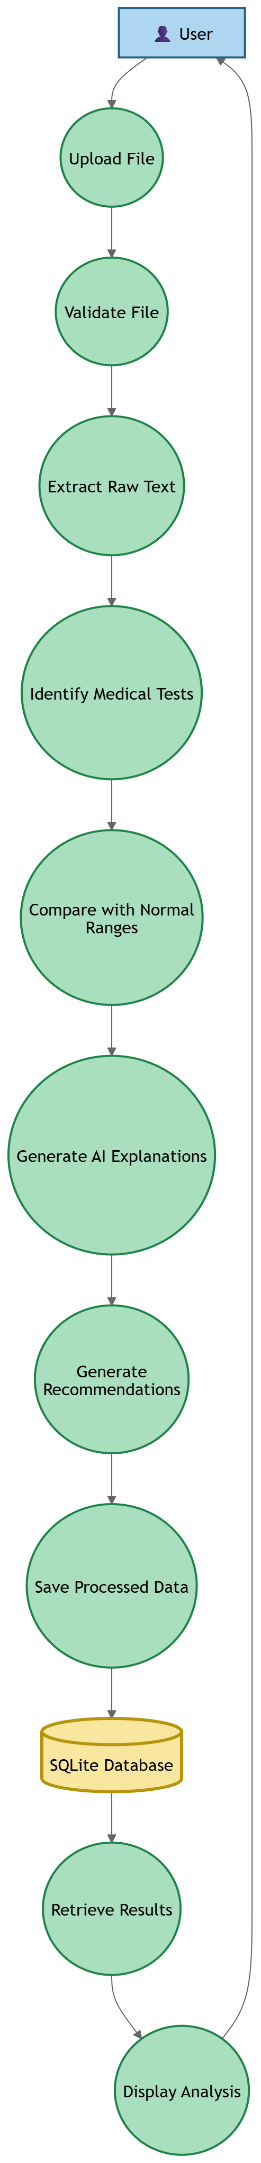 User
Upload File
Validate File
Extract Raw Text
Identify Medical Tests
Compare with Normal
Ranges
Generate AI Explanations
Generate
Recommendations
Save Processed Data
SQLite Database
Retrieve Results
Display Analysis